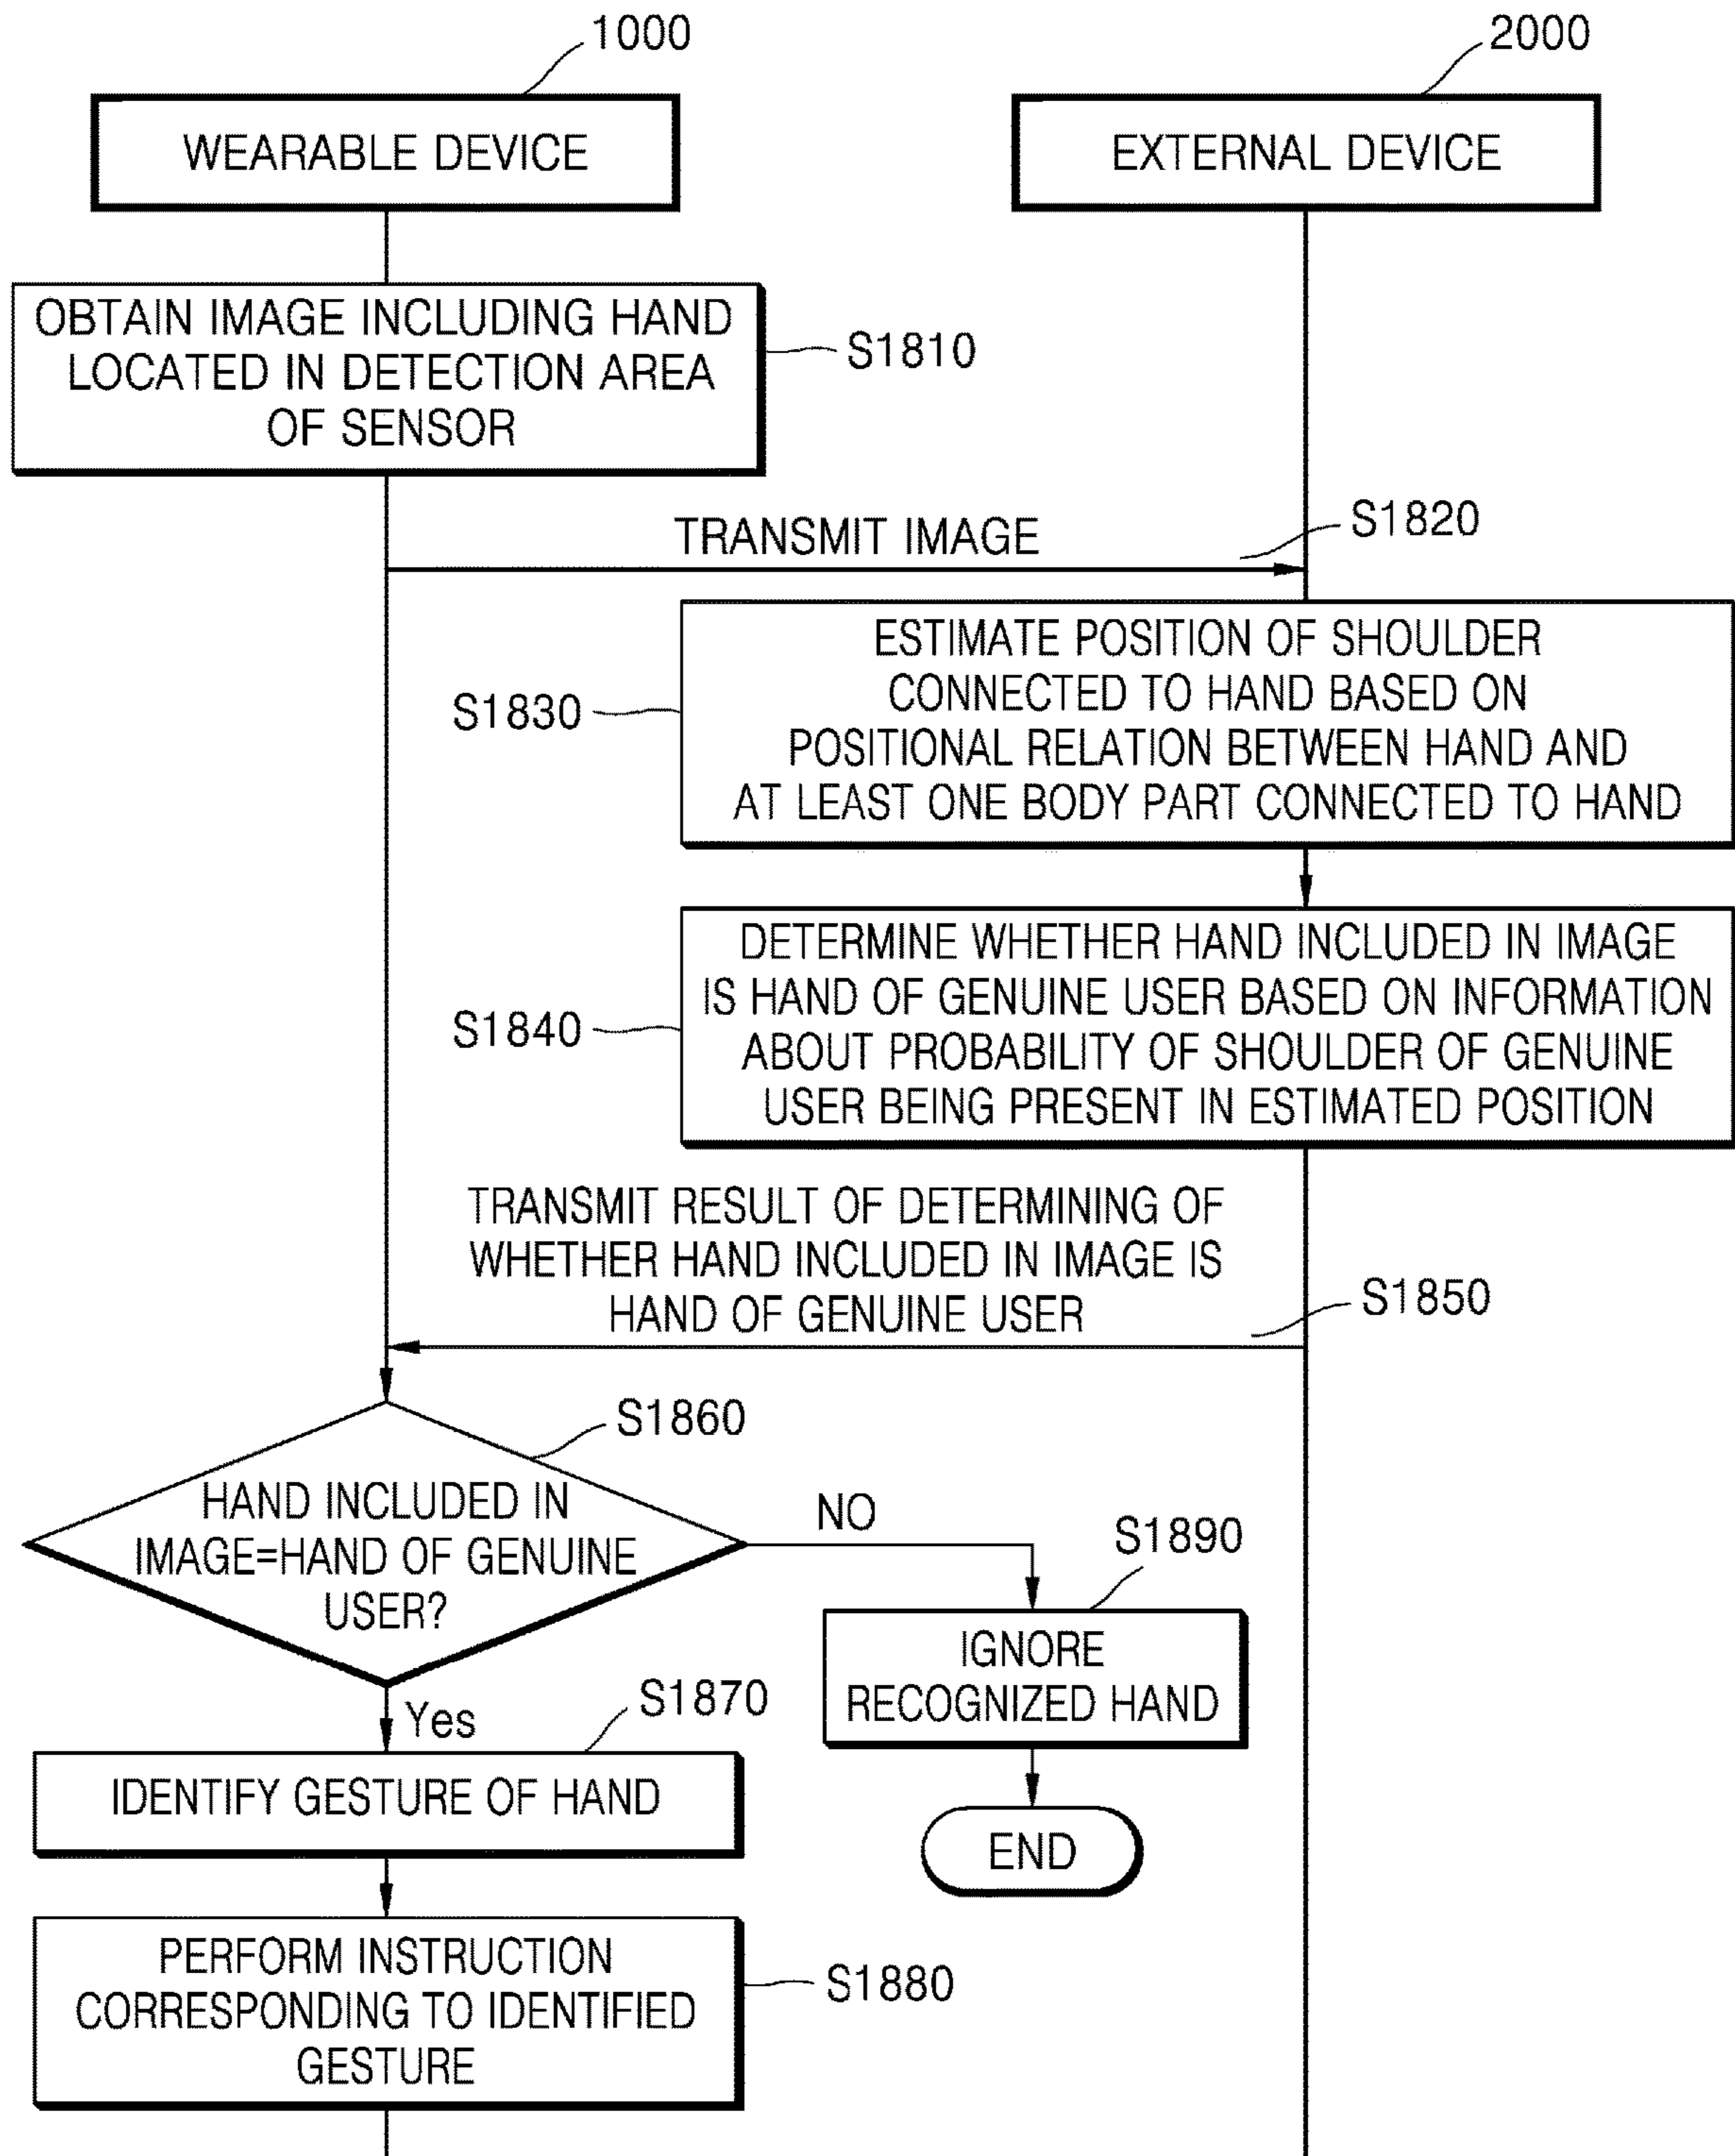 1000
2000
WEARABLE DEVICE
EXTERNAL DEVICE
OBTAIN IMAGE INCLUDING HAND
LOCATED IN DETECTION AREA
OF SENSOR
S1810
TRANSMIT IMAGE
S1820
ESTIMATE POSITION OF SHOULDER
CONNECTED TO HAND BASED ON
POSITIONAL RELATION BETWEEN HAND AND
AT LEAST ONE BODY PART CONNECTED TO HAND
S1830
DETERMINE WHETHER HAND INCLUDED IN IMAGE
IS HAND OF GENUINE USER BASED ON INFORMATION
ABOUT PROBABILITY OF SHOULDER OF GENUINE
USER BEING PRESENT IN ESTIMATED POSITION
S1840
TRANSMIT RESULT OF DETERMINING OF
WHETHER HAND INCLUDED IN IMAGE IS
HAND OF GENUINE USER
S1850
S1860
HAND INCLUDED IN
IMAGE=HAND OF GENUINE
USER?
NO
S1890
IGNORE
RECOGNIZED HAND
END
Yes
S1870
IDENTIFY GESTURE OF HAND
PERFORM INSTRUCTION
CORRESPONDING TO IDENTIFIED
GESTURE
S1880